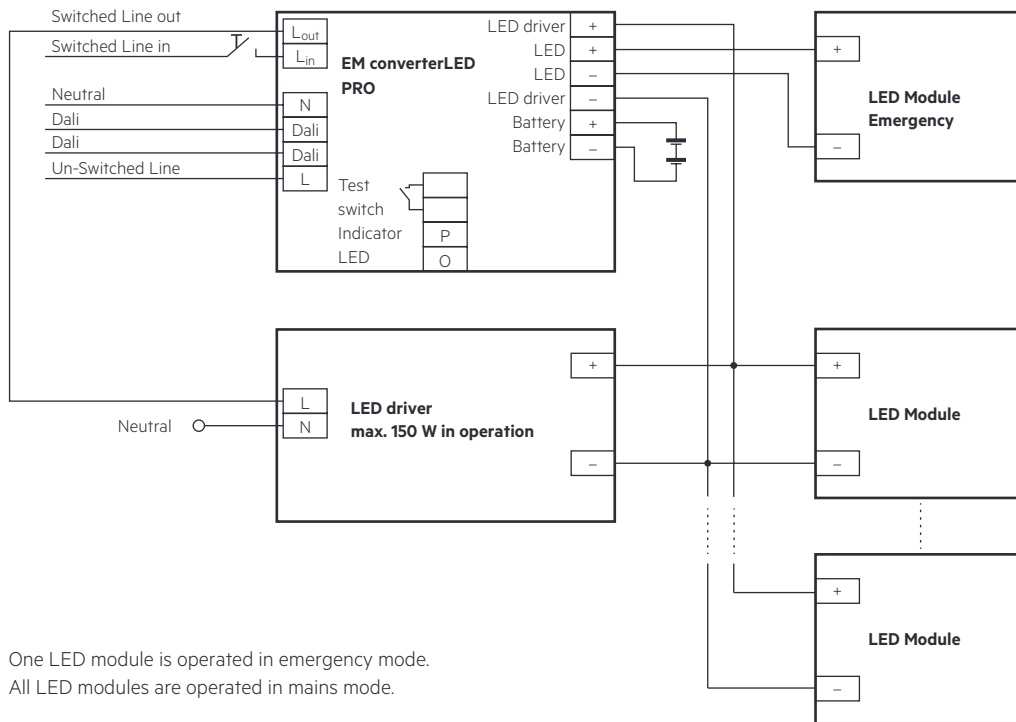 Switched Line out
Switched Line in
Neutral
Dali
Dali
Un-Switched Line
Lout
Lin
N
Dali
Dali
L
EM converterLED
PRO
Test
switch
Indicator
LED
P
O
LED driver +
LED +
LED –
LED driver –
Battery +
Battery –
+
–
LED Module
Emergency
Neutral
L
N
LED driver
max. 150 W in operation
+
–
+
–
LED Module
+
–
LED Module
One LED module is operated in emergency mode.
All LED modules are operated in mains mode.